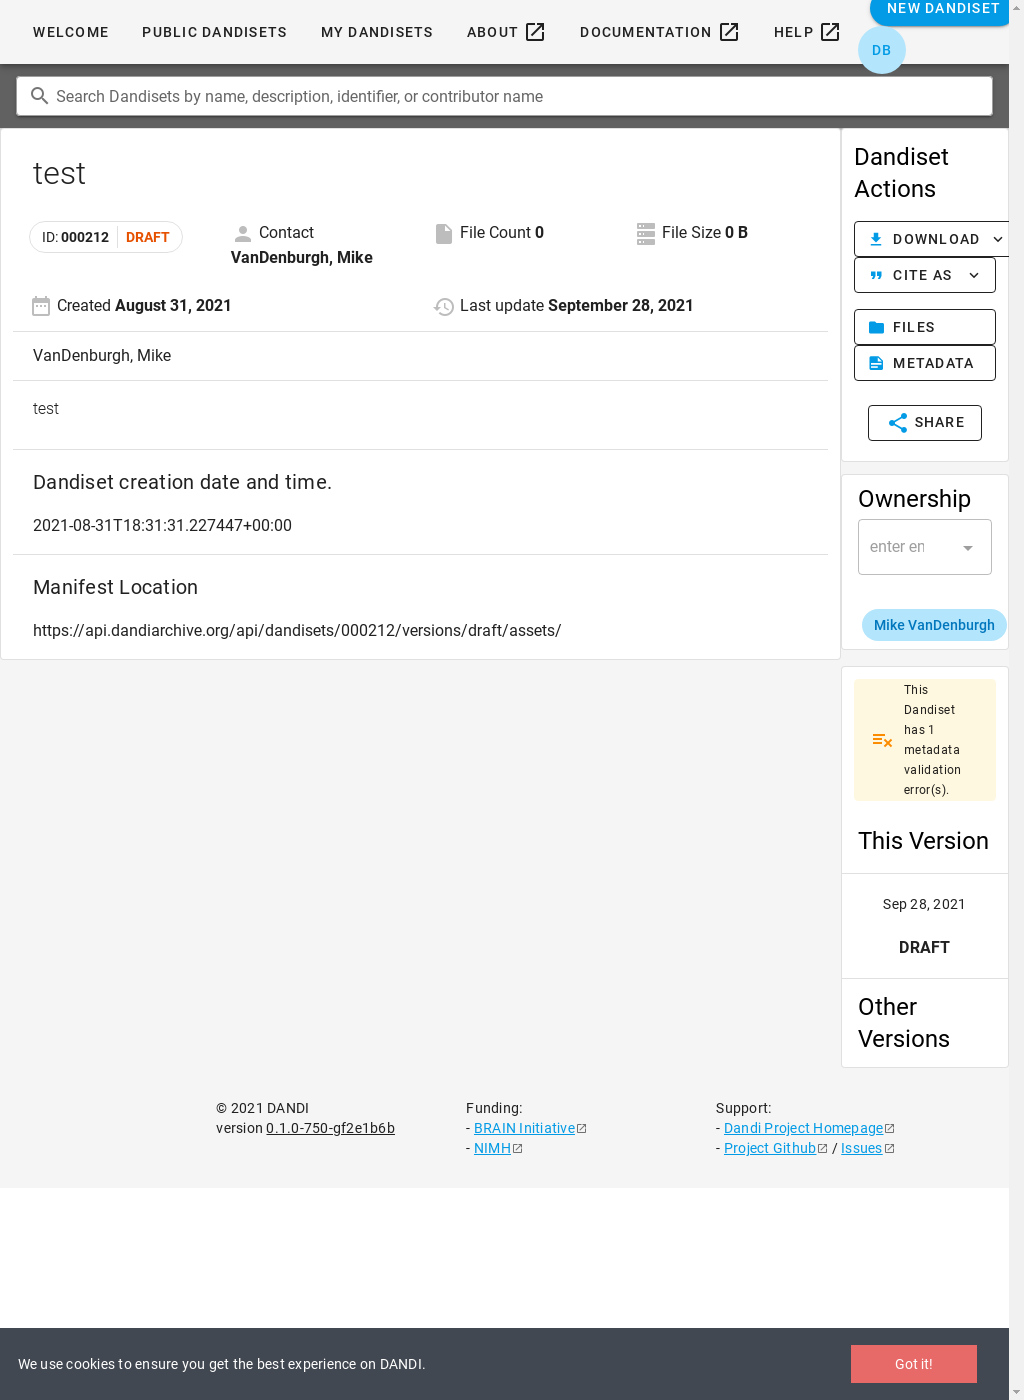 WELCOME PUBLIC DANDISETS MY DANDISETS ABOUT DOCUMENTATION HELP NEW DANDISET
DB
Search Dandisets by name, description, identifier, or contributor name
test
ID: 000212 DRAFT
Contact
VanDenburgh, Mike
File Count 0
File Size 0 B
Created August 31, 2021
Last update September 28, 2021
VanDenburgh, Mike
test
Dandiset creation date and time.
2021-08-31T18:31:31.227447+00:00
Manifest Location
https://api.dandiarchive.org/api/dandisets/000212/versions/draft/assets/
Dandiset
Actions
DOWNLOAD
CITE AS
FILES
METADATA
SHARE
Ownership
enter en
Mike VanDenburgh
This
Dandiset
has 1
metadata
validation
error(s).
This Version
Sep 28, 2021
DRAFT
Other
Versions
© 2021 DANDI
version 0.1.0-750-gf2e1b6b
Funding:
- BRAIN Initiative
- NIMH
Support:
- Dandi Project Homepage
- Project Github / Issues
We use cookies to ensure you get the best experience on DANDI.
Got it!